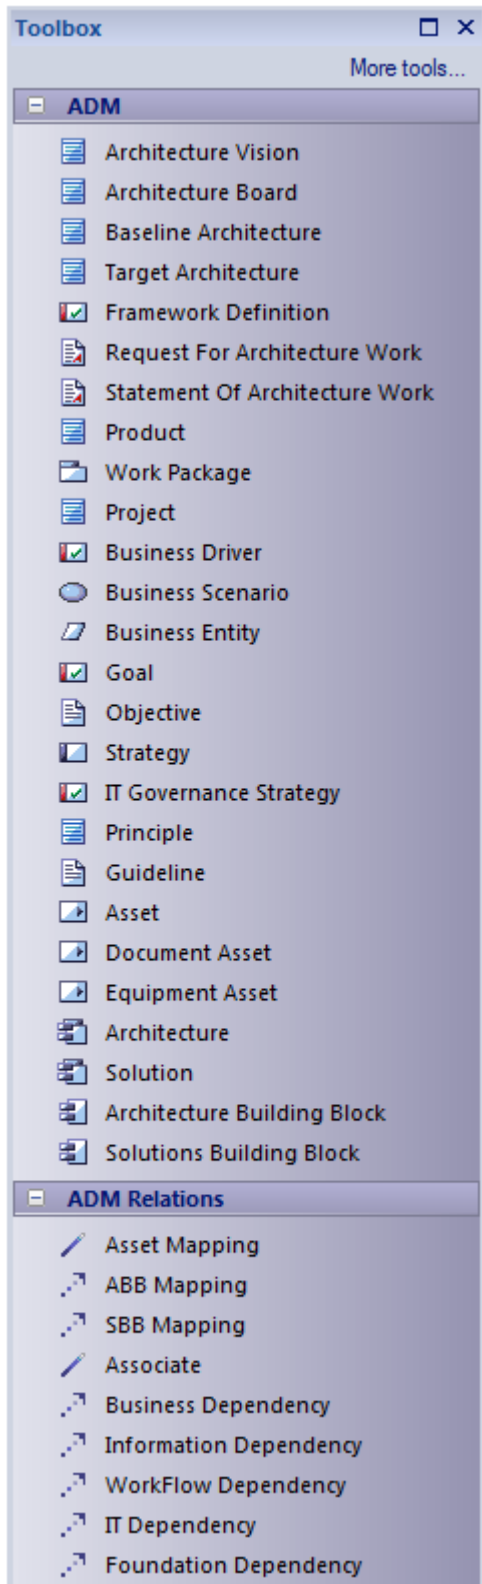 Toolbox
More tools...
ADM
Architecture Vision
Architecture Board
Baseline Architecture
Target Architecture
Framework Definition
Request For Architecture Work
Statement Of Architecture Work
Product
Work Package
Project
Business Driver
Business Scenario
Business Entity
Goal
Objective
Strategy
IT Governance Strategy
Principle
Guideline
Asset
Document Asset
Equipment Asset
Architecture
Solution
Architecture Building Block
Solutions Building Block
ADM Relations
Asset Mapping
ABB Mapping
SBB Mapping
Associate
Business Dependency
Information Dependency
WorkFlow Dependency
IT Dependency
Foundation Dependency